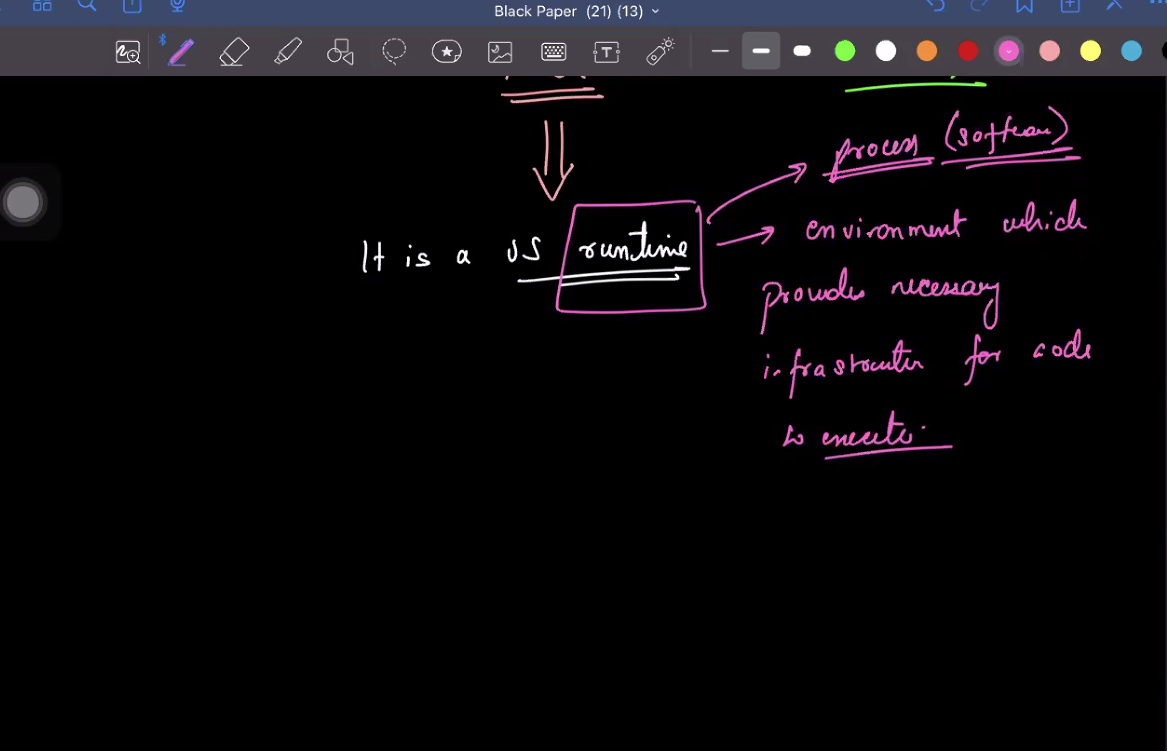 Black Paper (21) (13)
T
process (software)
It is a JS runtime
environment which
provides necessary
infrastructure for code
to execute.